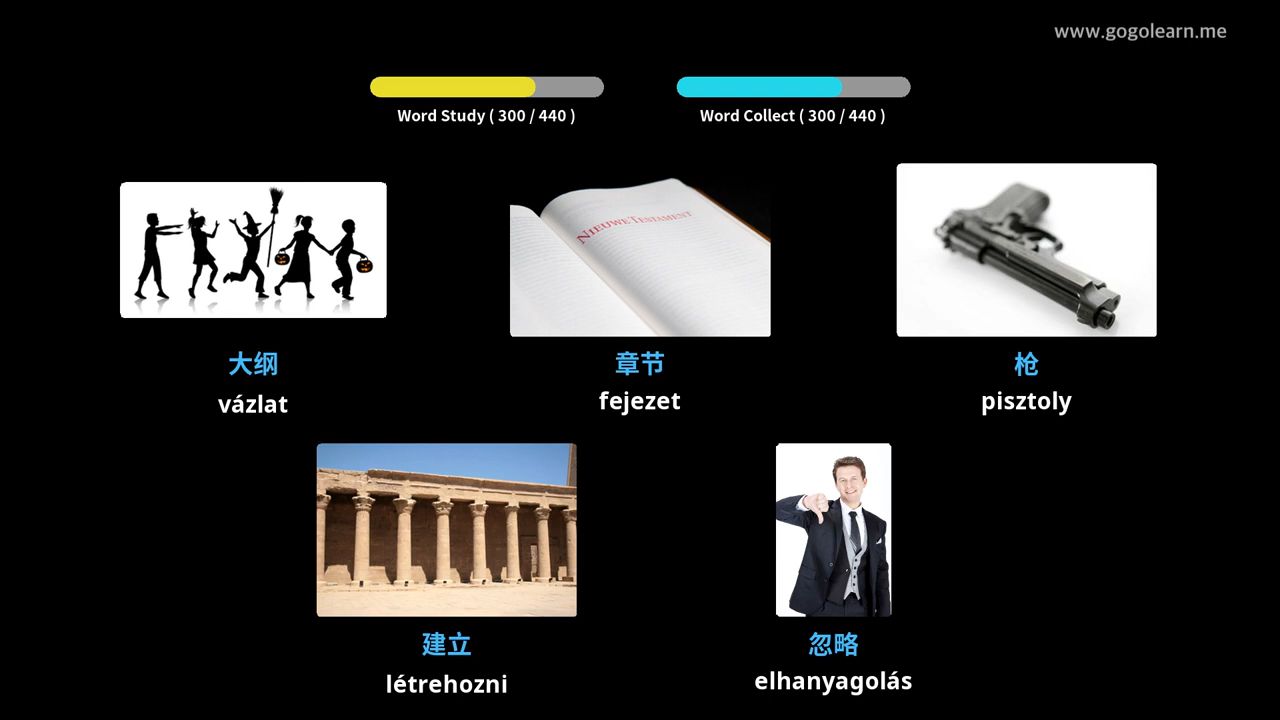 www.gogolearn.me
Word Study ( 300 / 440 )
Word Collect ( 300 / 440 )
NIEUWE TESTAMENT
大纲
vázlat
章节
fejezet
枪
pisztoly
建立
létrehozni
忽略
elhanyagolás